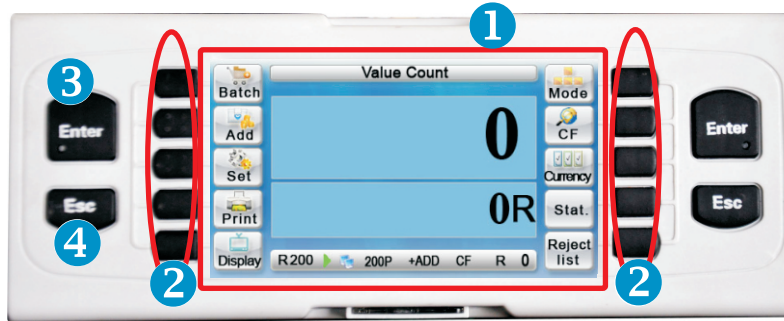 1
Value Count
3
Batch
Mode
0
Enter
Add
CF
Enter
Set
Currency
Esc
Print
0R
Stat.
Esc
4
Display
R200 200P +ADD CF R 0
Reject
list
2
2